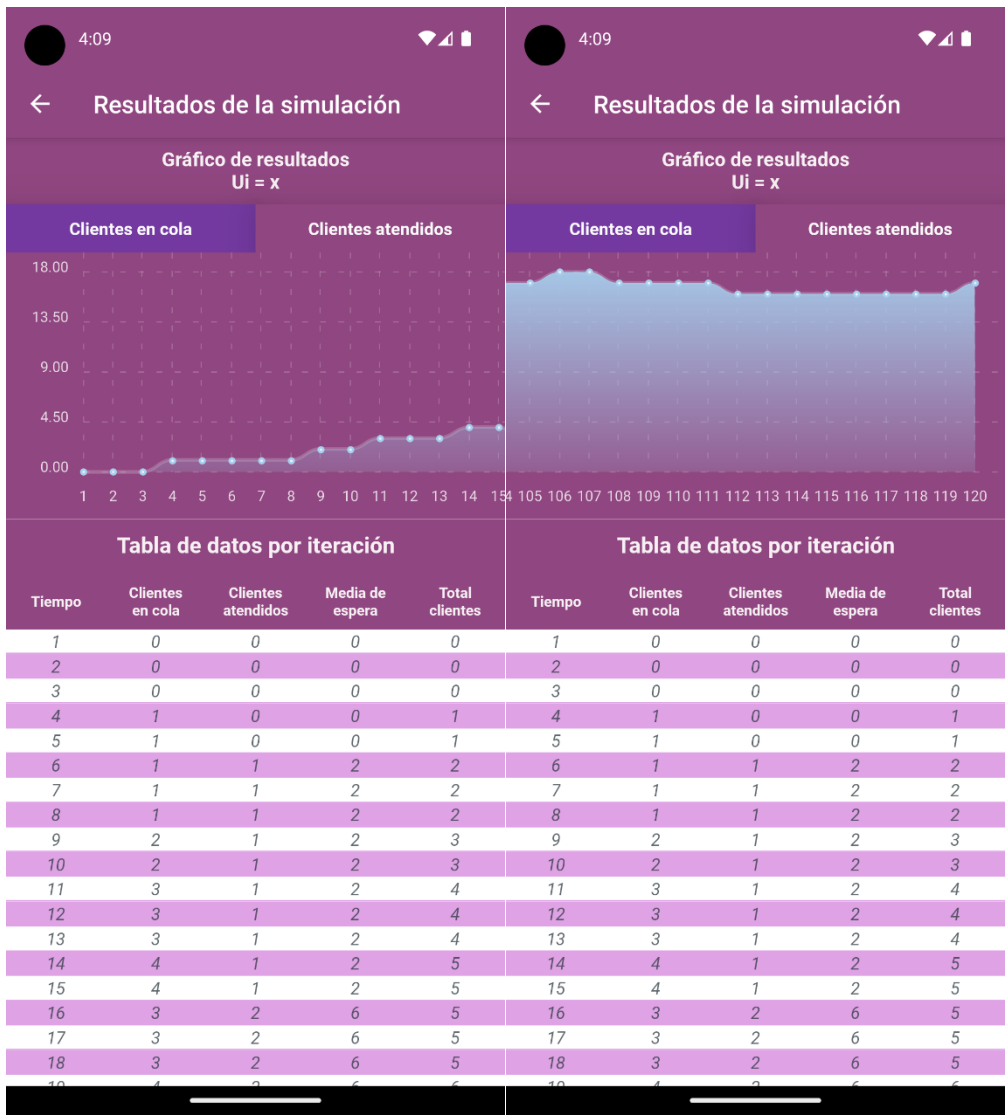 4:09
Resultados de la simulación
Gráfico de resultados
Ui = x
Clientes en cola Clientes atendidos
18.00
13.50
9.00
4.50
0.00
1 2 3 4 5 6 7 8 9 10 11 12 13 14 15
Tabla de datos por iteración
Tiempo Clientes en cola Clientes atendidos Media de espera Total clientes
1 0 0 0 0
2 0 0 0 0
3 0 0 0 0
4 1 0 0 1
5 1 0 0 1
6 1 1 2 2
7 1 1 2 2
8 1 1 2 2
9 2 1 2 3
10 2 1 2 3
11 3 1 2 4
12 3 1 2 4
13 3 1 2 4
14 4 1 2 5
15 4 1 2 5
16 3 2 6 5
17 3 2 6 5
18 3 2 6 5
4:09
Resultados de la simulación
Gráfico de resultados
Ui = x
Clientes en cola Clientes atendidos
105 106 107 108 109 110 111 112 113 114 115 116 117 118 119 120
Tabla de datos por iteración
Tiempo Clientes en cola Clientes atendidos Media de espera Total clientes
1 0 0 0 0
2 0 0 0 0
3 0 0 0 0
4 1 0 0 1
5 1 0 0 1
6 1 1 2 2
7 1 1 2 2
8 1 1 2 2
9 2 1 2 3
10 2 1 2 3
11 3 1 2 4
12 3 1 2 4
13 3 1 2 4
14 4 1 2 5
15 4 1 2 5
16 3 2 6 5
17 3 2 6 5
18 3 2 6 5